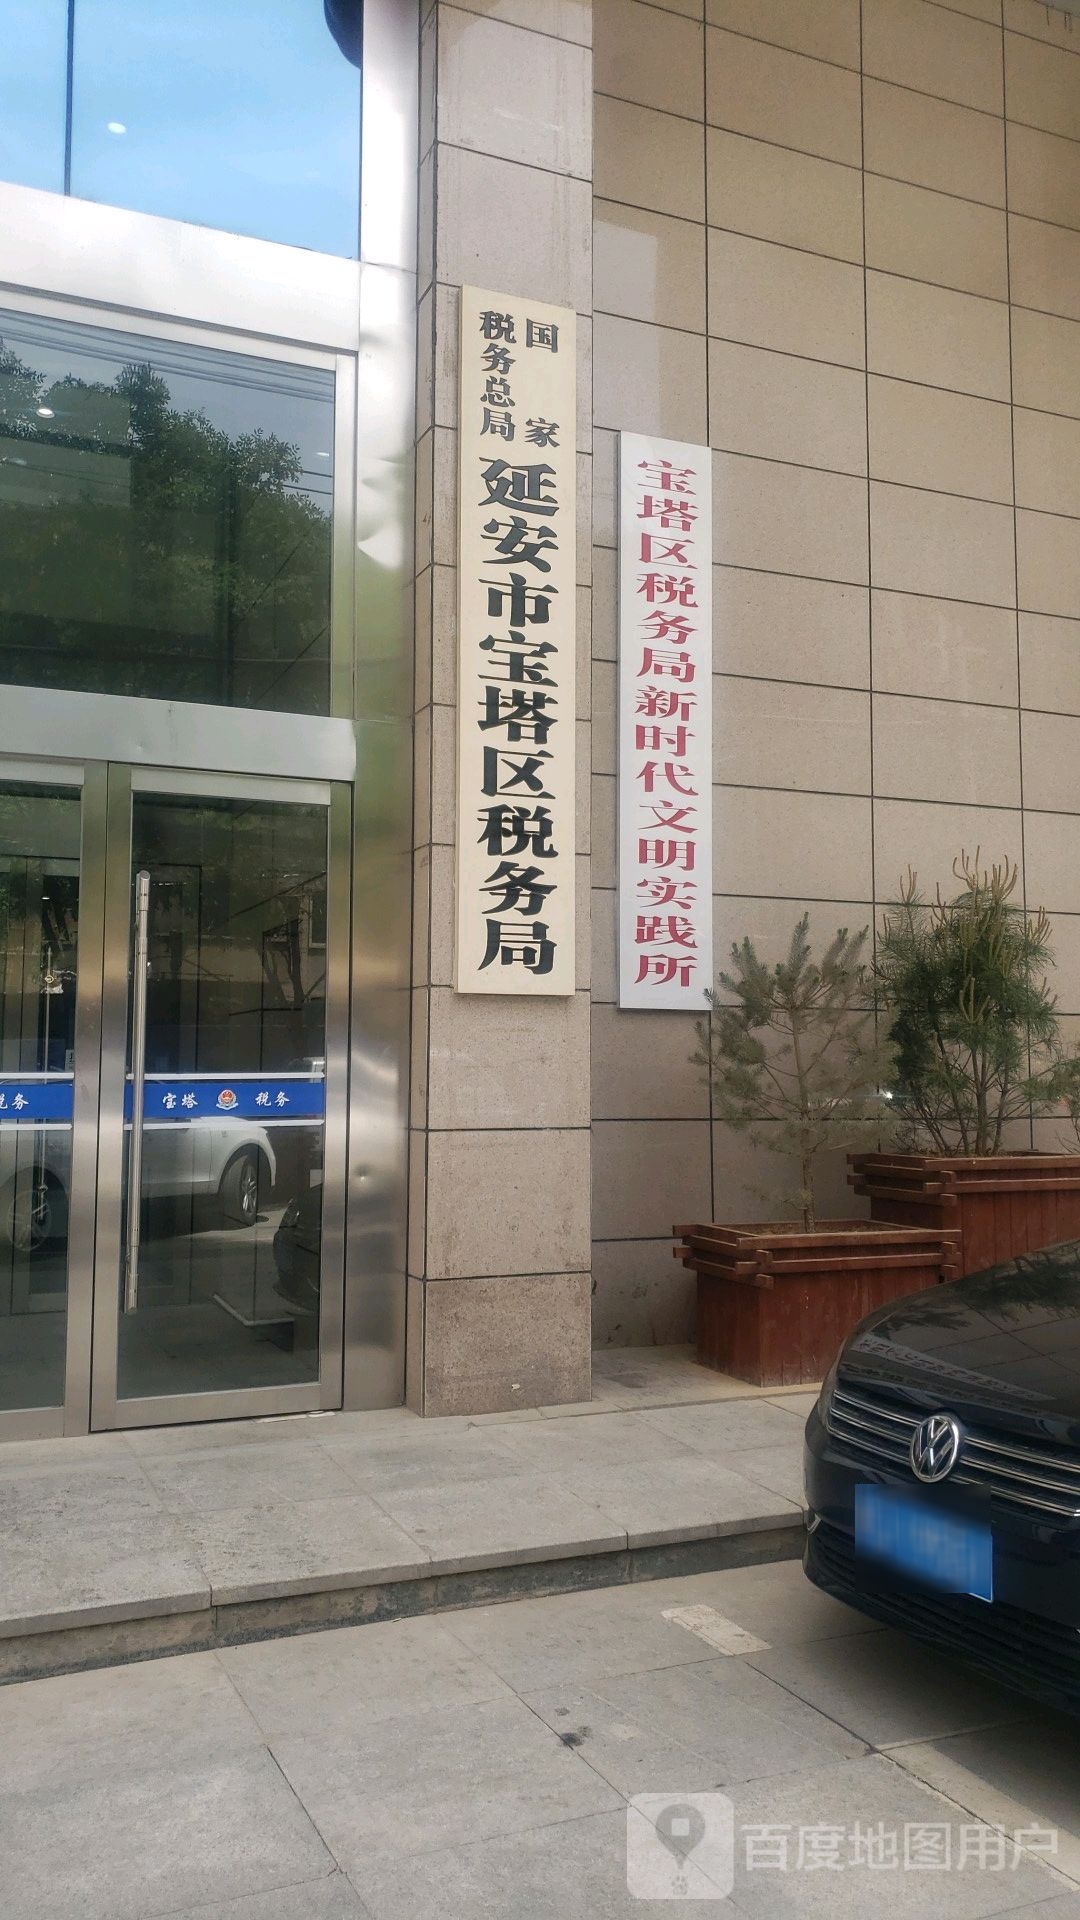 国家
税务总局
延安市宝塔区税务局
宝塔区税务局新时代文明实践所
税务
宝塔 税务
百度地图用户